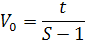 V₀ = t / (S − 1)